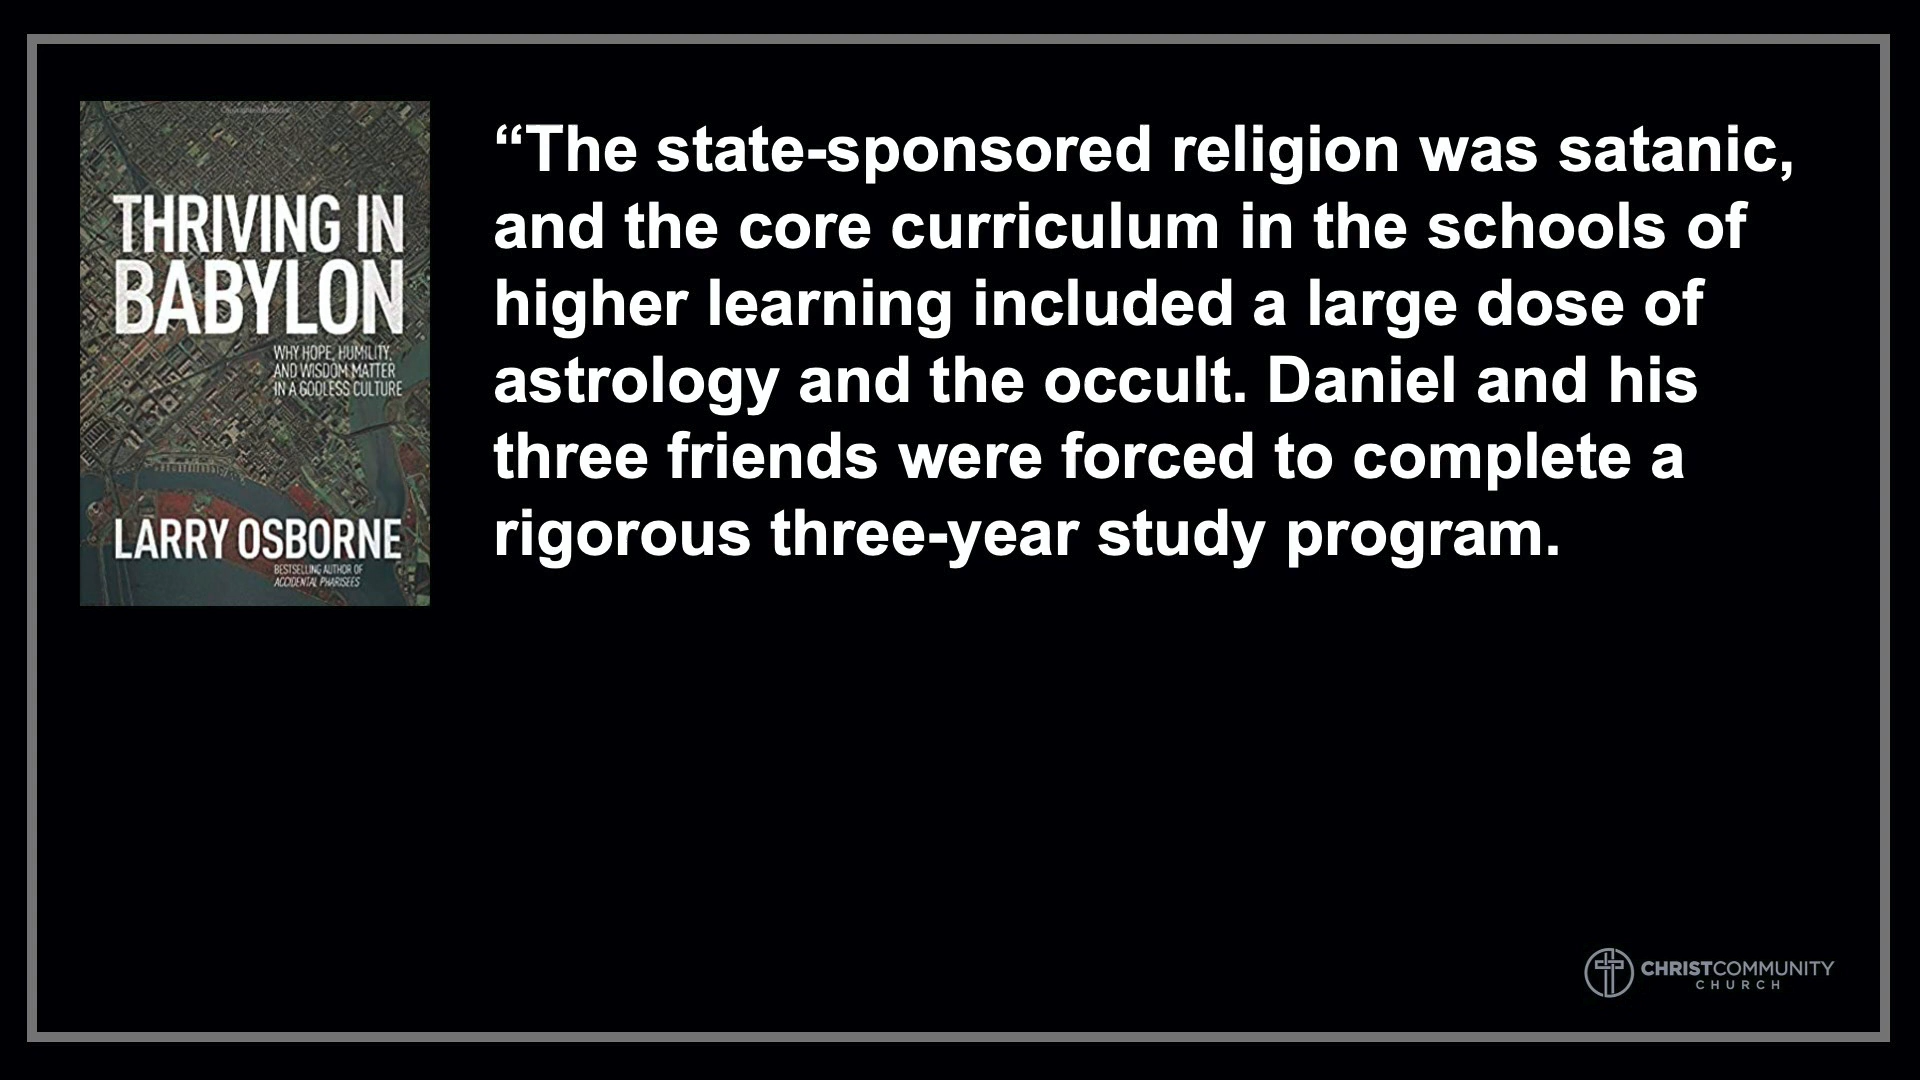 THRIVING IN
BABYLON
WHY HOPE, HUMILITY,
AND WISDOM MATTER
IN A GODLESS CULTURE
LARRY OSBORNE
BESTSELLING AUTHOR OF
ACCIDENTAL PHARISEES
“The state-sponsored religion was satanic,
and the core curriculum in the schools of
higher learning included a large dose of
astrology and the occult. Daniel and his
three friends were forced to complete a
rigorous three-year study program.
CHRISTCOMMUNITY
CHURCH